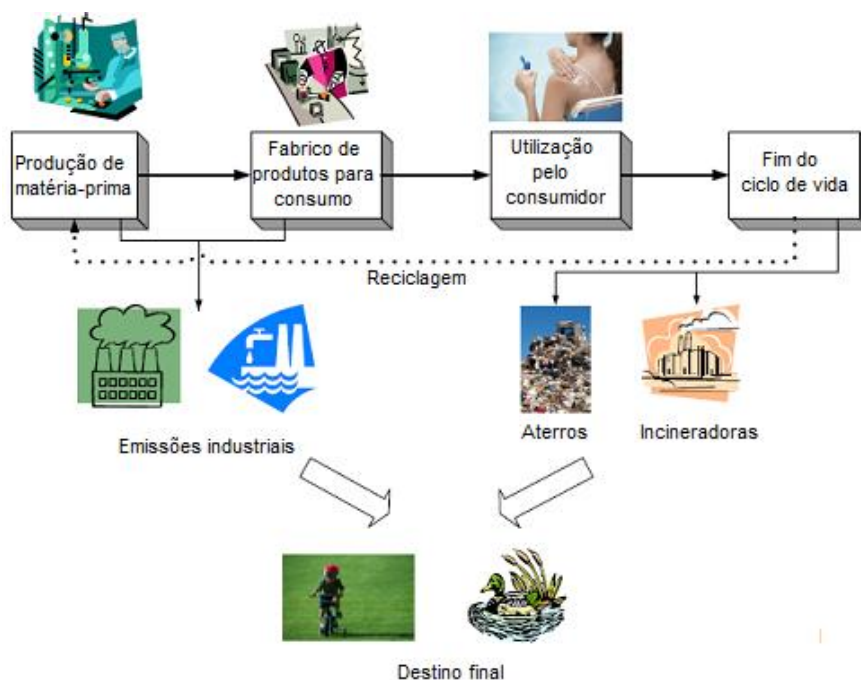 Produção de
matéria-prima
Fabrico de
produtos para
consumo
Utilização
pelo
consumidor
Fim do
ciclo de vida
Reciclagem
Emissões industriais
Aterros
Incineradoras
Destino final